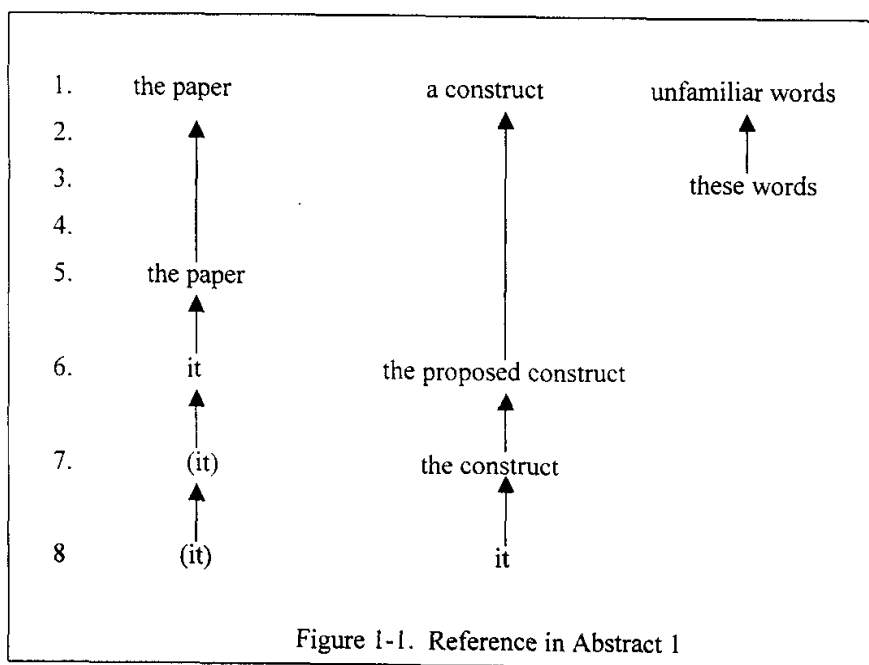 1. the paper a construct unfamiliar words
2.
3. these words
4.
5. the paper
6. it the proposed construct
7. (it) the construct
8 (it) it
Figure 1-1. Reference in Abstract 1